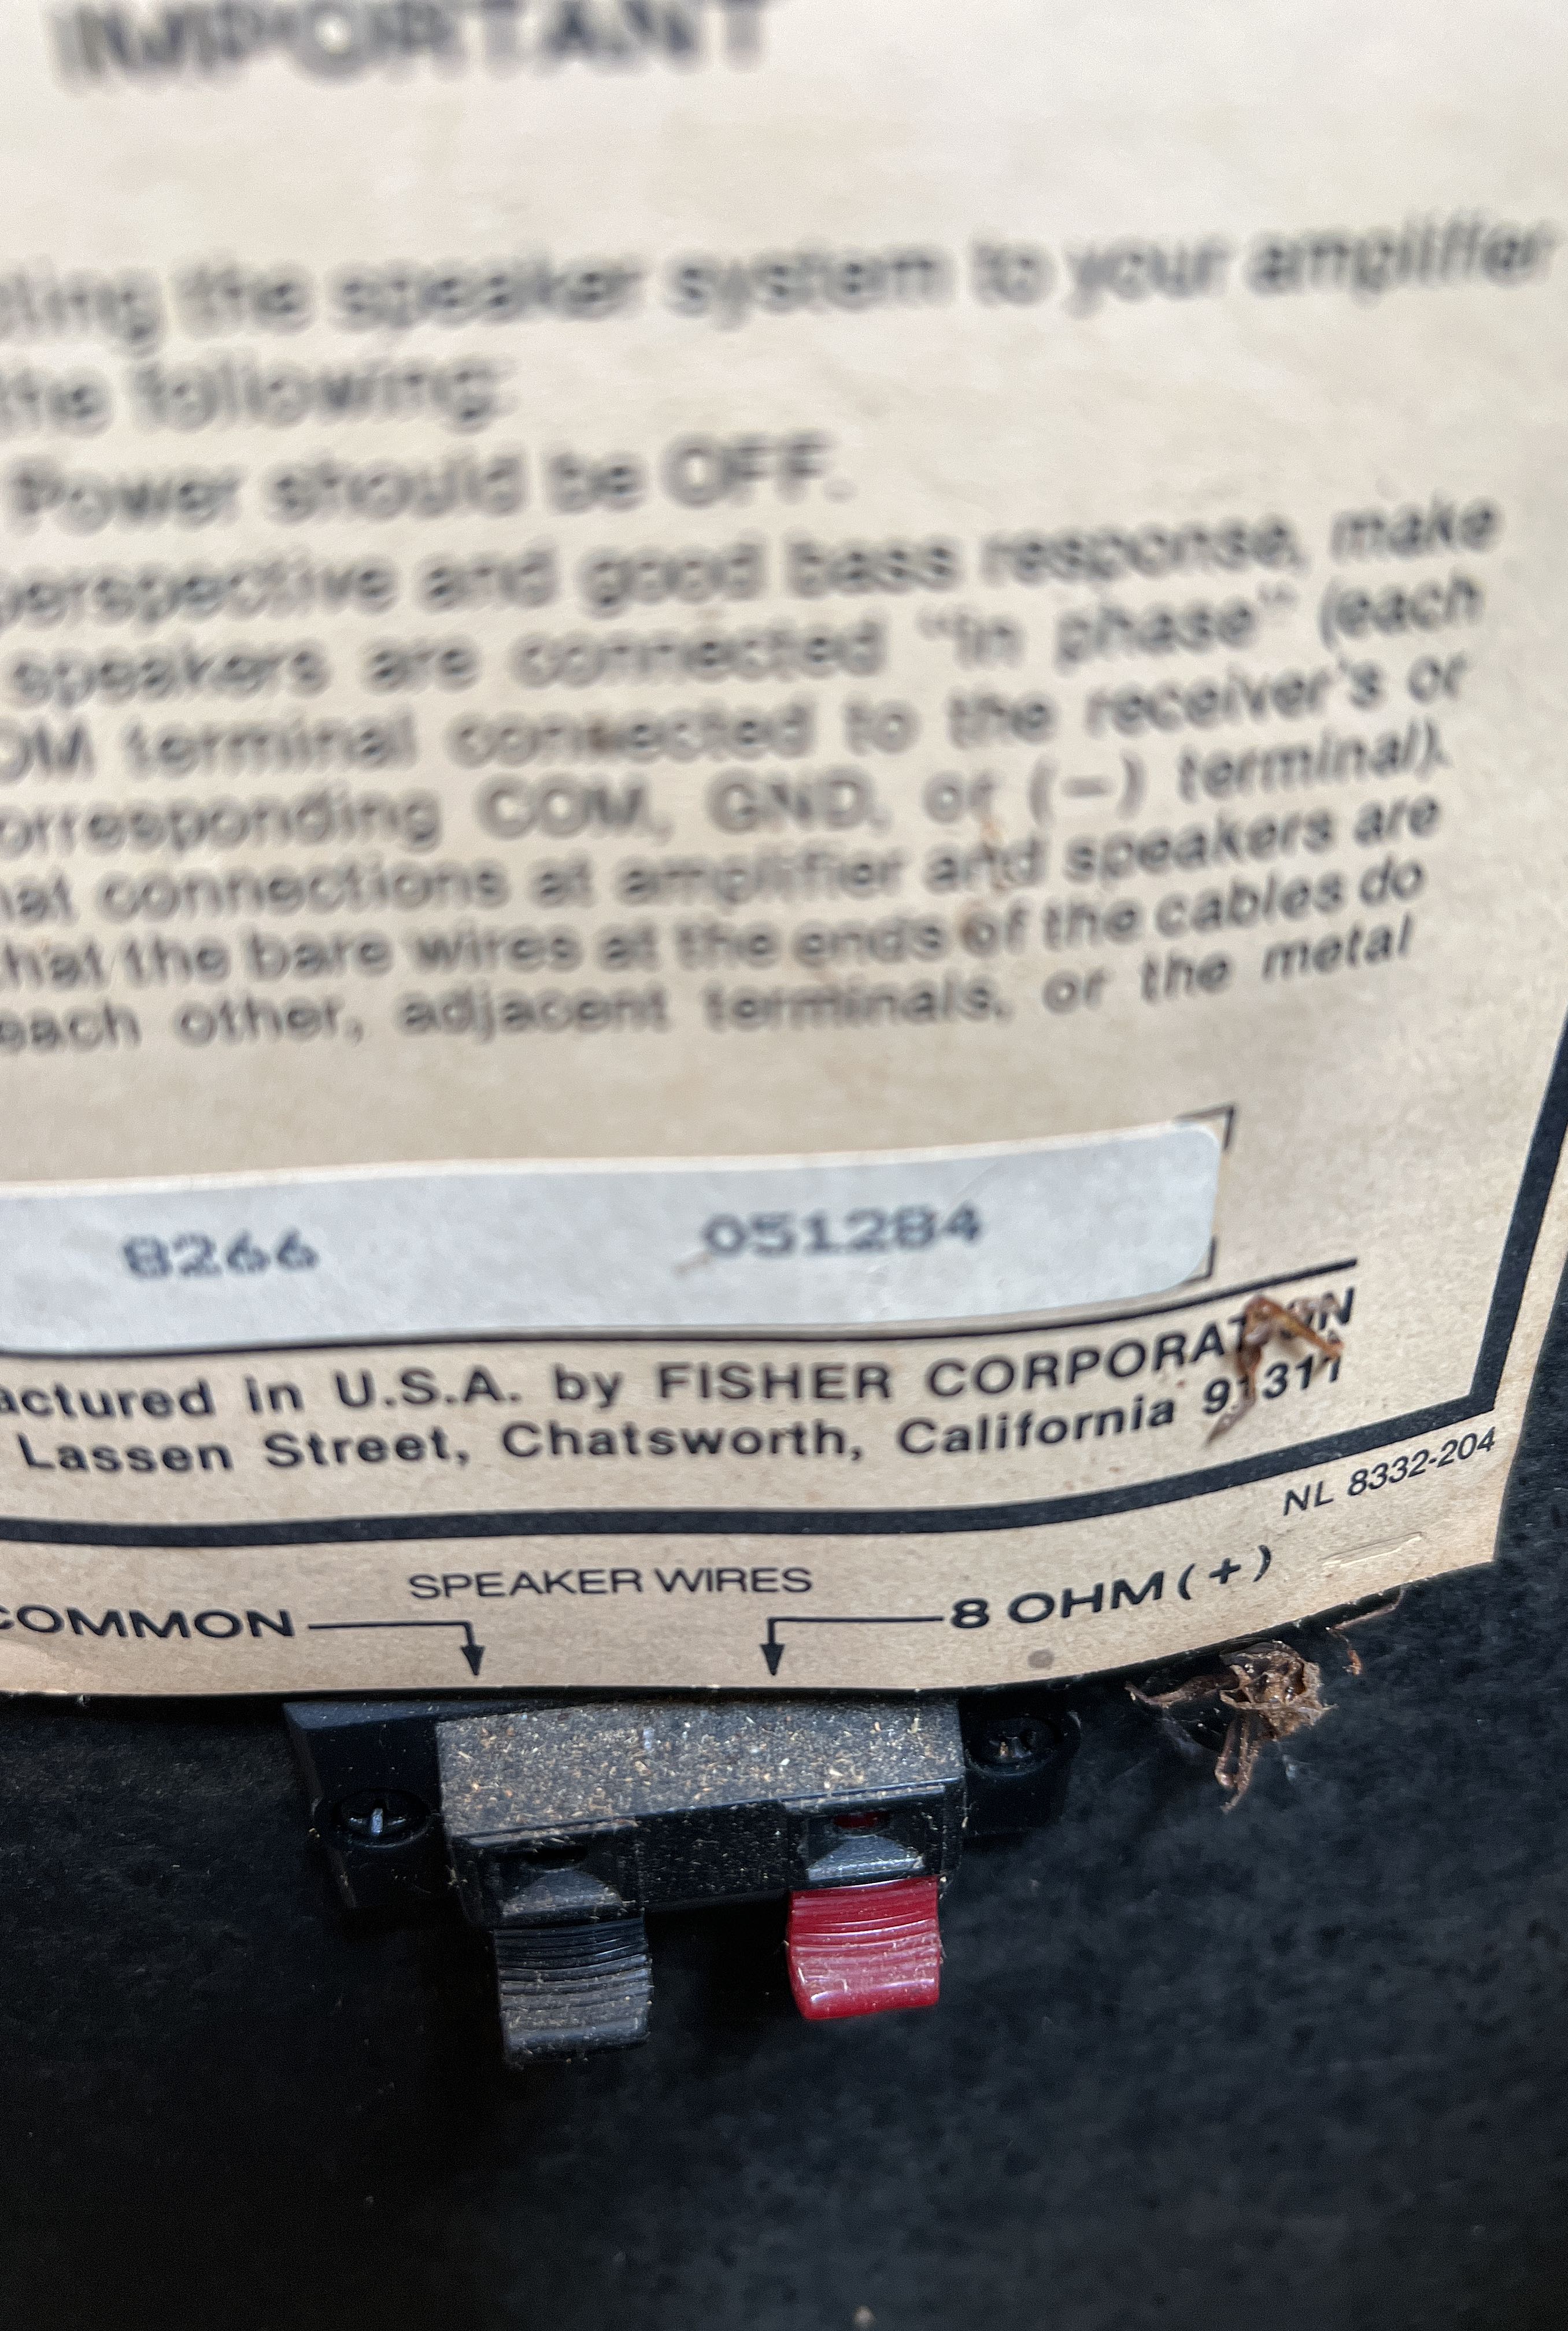 IMPORTANT
cting the speaker system to your amplifier
the following:
Power should be OFF.
perspective and good bass response, make
speakers are connected "in phase" (each
OM terminal connected to the receiver's or
orresponding COM, GND, or (–) terminal).
hat connections at amplifier and speakers are
that the bare wires at the ends of the cables do
each other, adjacent terminals, or the metal
8266 051284
actured in U.S.A. by FISHER CORPORATION
Lassen Street, Chatsworth, California 91311
NL 8332-204
SPEAKER WIRES
COMMON 8 OHM (+)